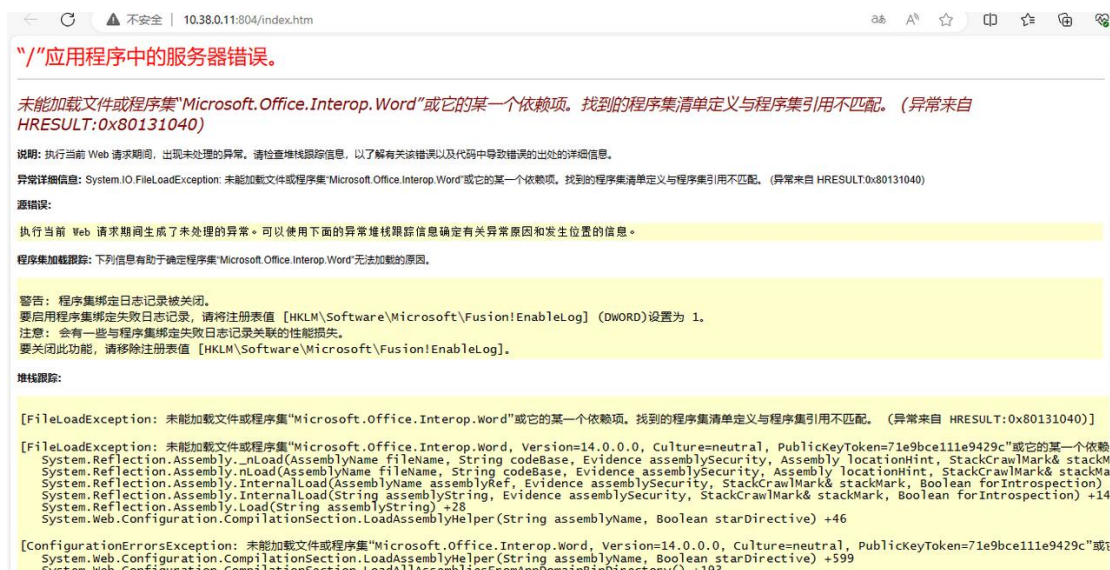 不安全 | 10.38.0.11:804/index.htm
“/”应用程序中的服务器错误。
未能加载文件或程序集“Microsoft.Office.Interop.Word”或它的某一个依赖项。找到的程序集清单定义与程序集引用不匹配。 (异常来自
HRESULT:0x80131040)
说明: 执行当前 Web 请求期间，出现未处理的异常。请检查堆栈跟踪信息，以了解有关该错误以及代码中导致错误的出处的详细信息。
异常详细信息: System.IO.FileLoadException: 未能加载文件或程序集“Microsoft.Office.Interop.Word”或它的某一个依赖项。找到的程序集清单定义与程序集引用不匹配。 (异常来自 HRESULT:0x80131040)
源错误:
执行当前 Web 请求期间生成了未处理的异常。可以使用下面的异常堆栈跟踪信息确定有关异常原因和发生位置的信息。
程序集加载跟踪: 下列信息有助于确定程序集“Microsoft.Office.Interop.Word”无法加载的原因。
警告: 程序集绑定日志记录被关闭。
要启用程序集绑定失败日志记录，请将注册表值 [HKLM\Software\Microsoft\Fusion!EnableLog] (DWORD)设置为 1。
注意: 会有一些与程序集绑定失败日志记录关联的性能损失。
要关闭此功能，请移除注册表值 [HKLM\Software\Microsoft\Fusion!EnableLog]。
堆栈跟踪:
[FileLoadException: 未能加载文件或程序集“Microsoft.Office.Interop.Word”或它的某一个依赖项。找到的程序集清单定义与程序集引用不匹配。 (异常来自 HRESULT:0x80131040)]
[FileLoadException: 未能加载文件或程序集“Microsoft.Office.Interop.Word, Version=14.0.0.0, Culture=neutral, PublicKeyToken=71e9bce111e9429c”或它的某一个依赖
System.Reflection.Assembly._nLoad(AssemblyName fileName, String codeBase, Evidence assemblySecurity, Assembly locationHint, StackCrawlMark& stackM
System.Reflection.Assembly.nLoad(AssemblyName fileName, String codeBase, Evidence assemblySecurity, Assembly locationHint, StackCrawlMark& stackMa
System.Reflection.Assembly.InternalLoad(AssemblyName assemblyRef, Evidence assemblySecurity, StackCrawlMark& stackMark, Boolean forIntrospection)
System.Reflection.Assembly.InternalLoad(String assemblyString, Evidence assemblySecurity, StackCrawlMark& stackMark, Boolean forIntrospection) +14
System.Reflection.Assembly.Load(String assemblyString) +28
System.Web.Configuration.CompilationSection.LoadAssemblyHelper(String assemblyName, Boolean starDirective) +46
[ConfigurationErrorsException: 未能加载文件或程序集“Microsoft.Office.Interop.Word, Version=14.0.0.0, Culture=neutral, PublicKeyToken=71e9bce111e9429c”或
System.Web.Configuration.CompilationSection.LoadAssemblyHelper(String assemblyName, Boolean starDirective) +599
System.Web.Configuration.CompilationSection.LoadAllAssembliesFromAppDomainBinDirectory() +193